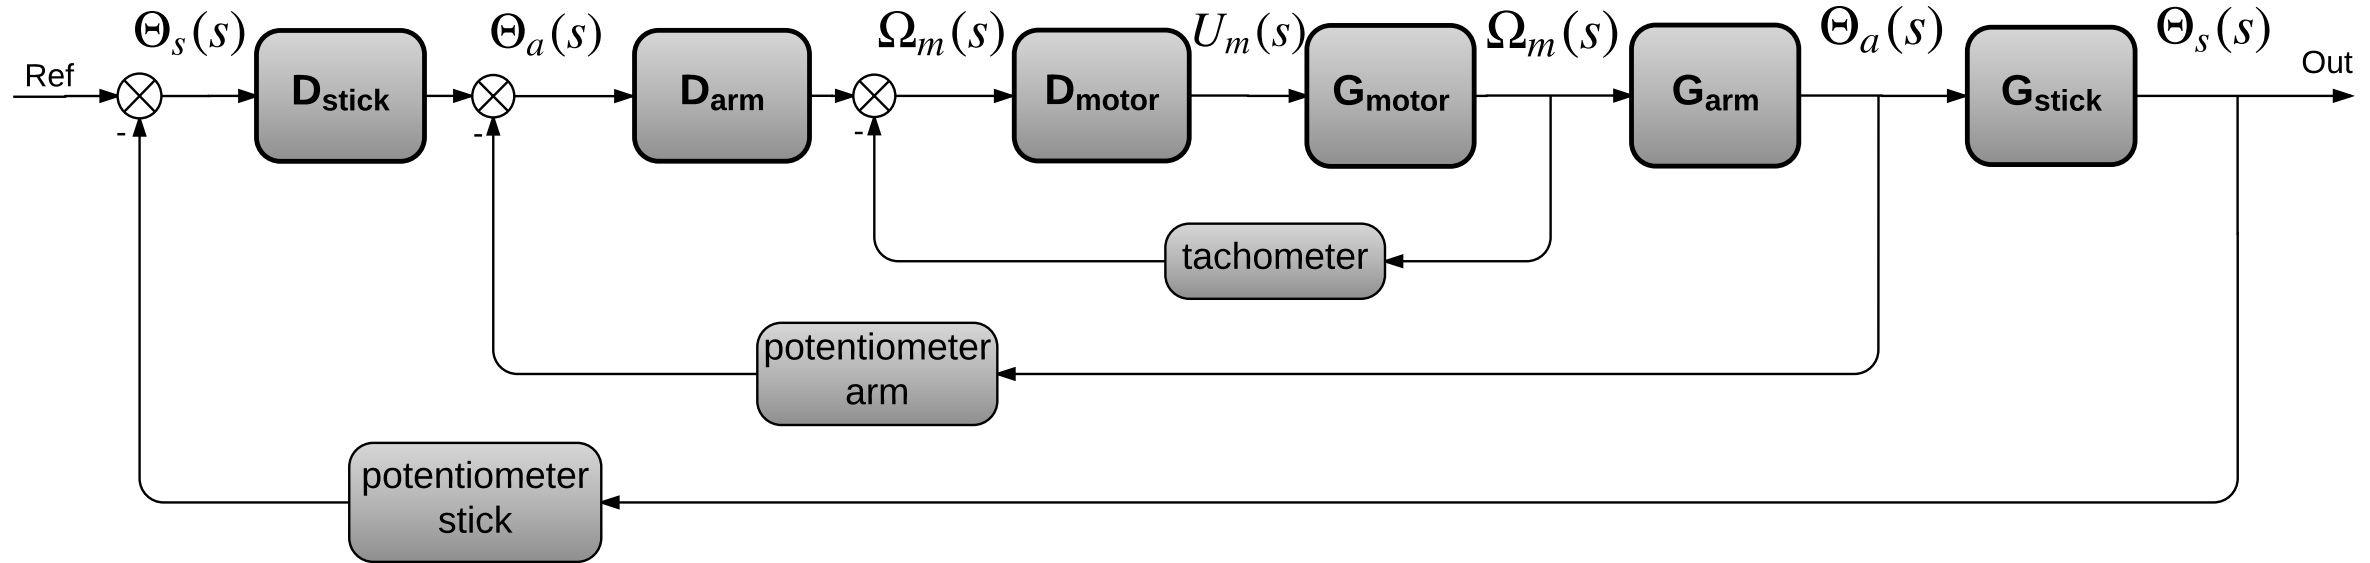 Ref
Θs(s)
Dstick
Θa(s)
Darm
Ωm(s)
Dmotor
Um(s)
Gmotor
Ωm(s)
Garm
Θa(s)
Gstick
Θs(s)
Out
-
-
-
tachometer
potentiometer
arm
potentiometer
stick